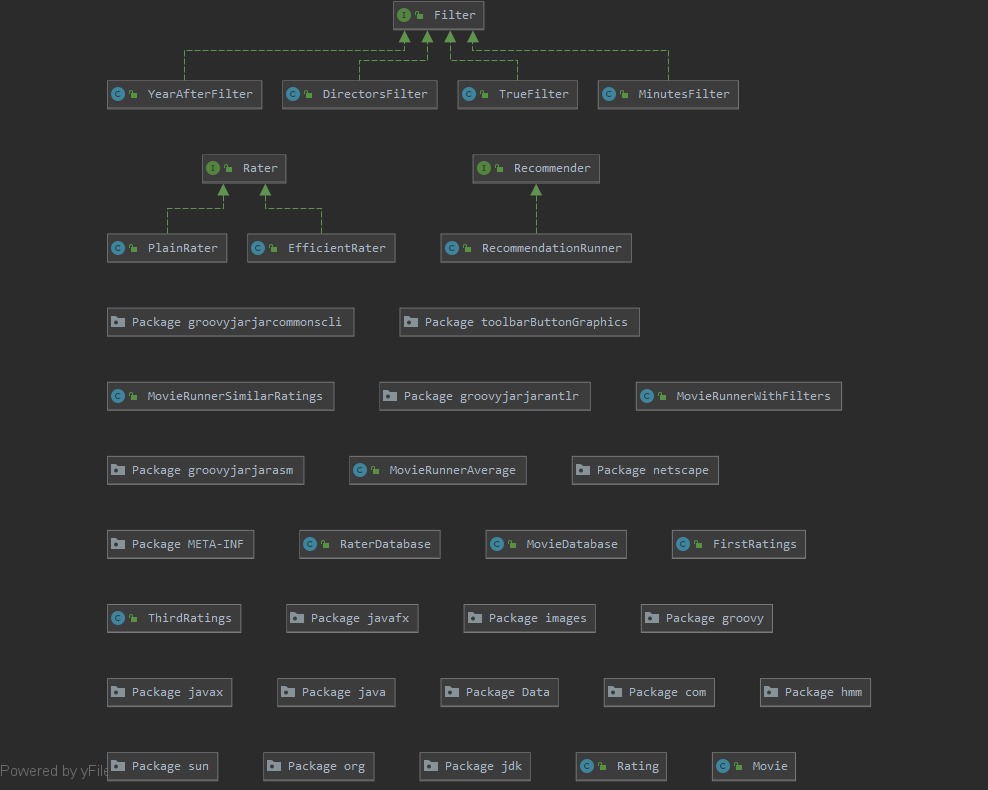 Filter
YearAfterFilter
DirectorsFilter
TrueFilter
MinutesFilter
Rater
Recommender
PlainRater
EfficientRater
RecommendationRunner
Package groovyjarjarcommonscli
Package toolbarButtonGraphics
MovieRunnerSimilarRatings
Package groovyjarjarantlr
MovieRunnerWithFilters
Package groovyjarjarasm
MovieRunnerAverage
Package netscape
Package META-INF
RaterDatabase
MovieDatabase
FirstRatings
ThirdRatings
Package javafx
Package images
Package groovy
Package javax
Package java
Package Data
Package com
Package hmm
Powered by yFile
Package sun
Package org
Package jdk
Rating
Movie